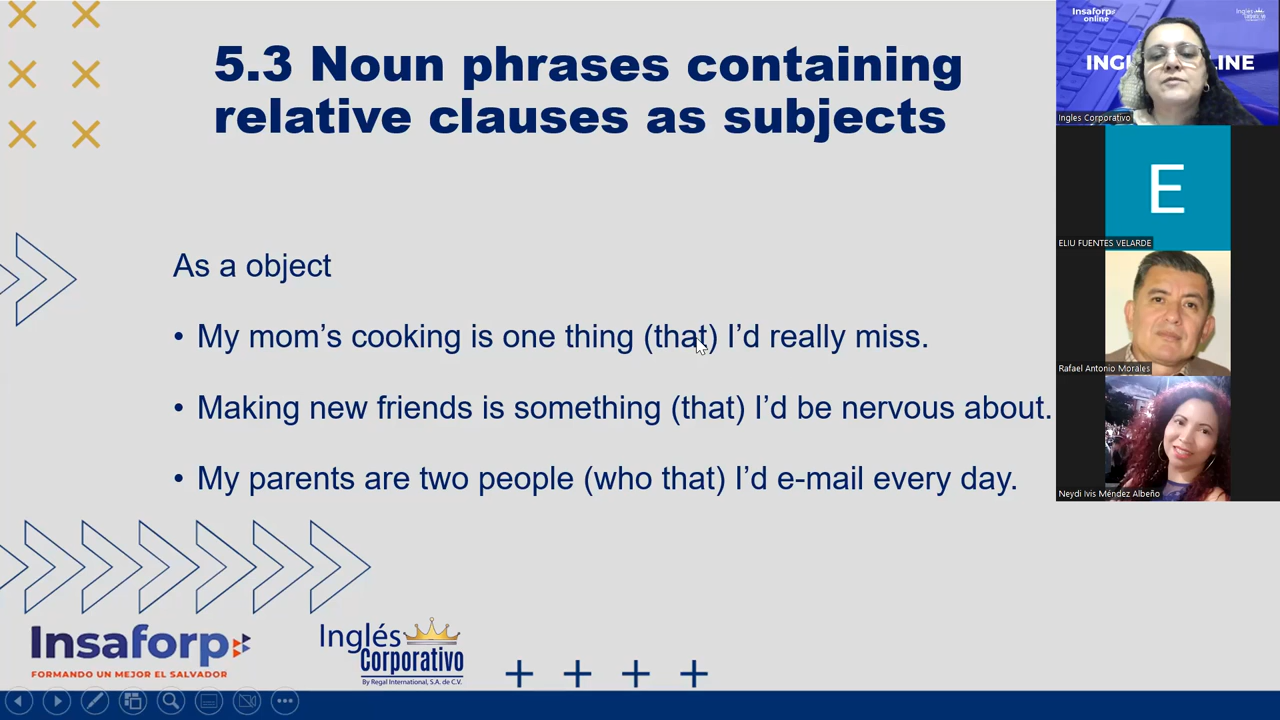 5.3 Noun phrases containing
relative clauses as subjects
As a object
• My mom’s cooking is one thing (that) I’d really miss.
• Making new friends is something (that) I’d be nervous about.
• My parents are two people (who that) I’d e-mail every day.
Insaforp
FORMANDO UN MEJOR EL SALVADOR
Inglés
Corporativo
By Regal International, S.A. de C.V.
Insaforp
online
Inglés
INGL LINE
Ingles Corporativo
E
ELIU FUENTES VELARDE
Rafael Antonio Morales
Neydi Ivis Méndez Albeño